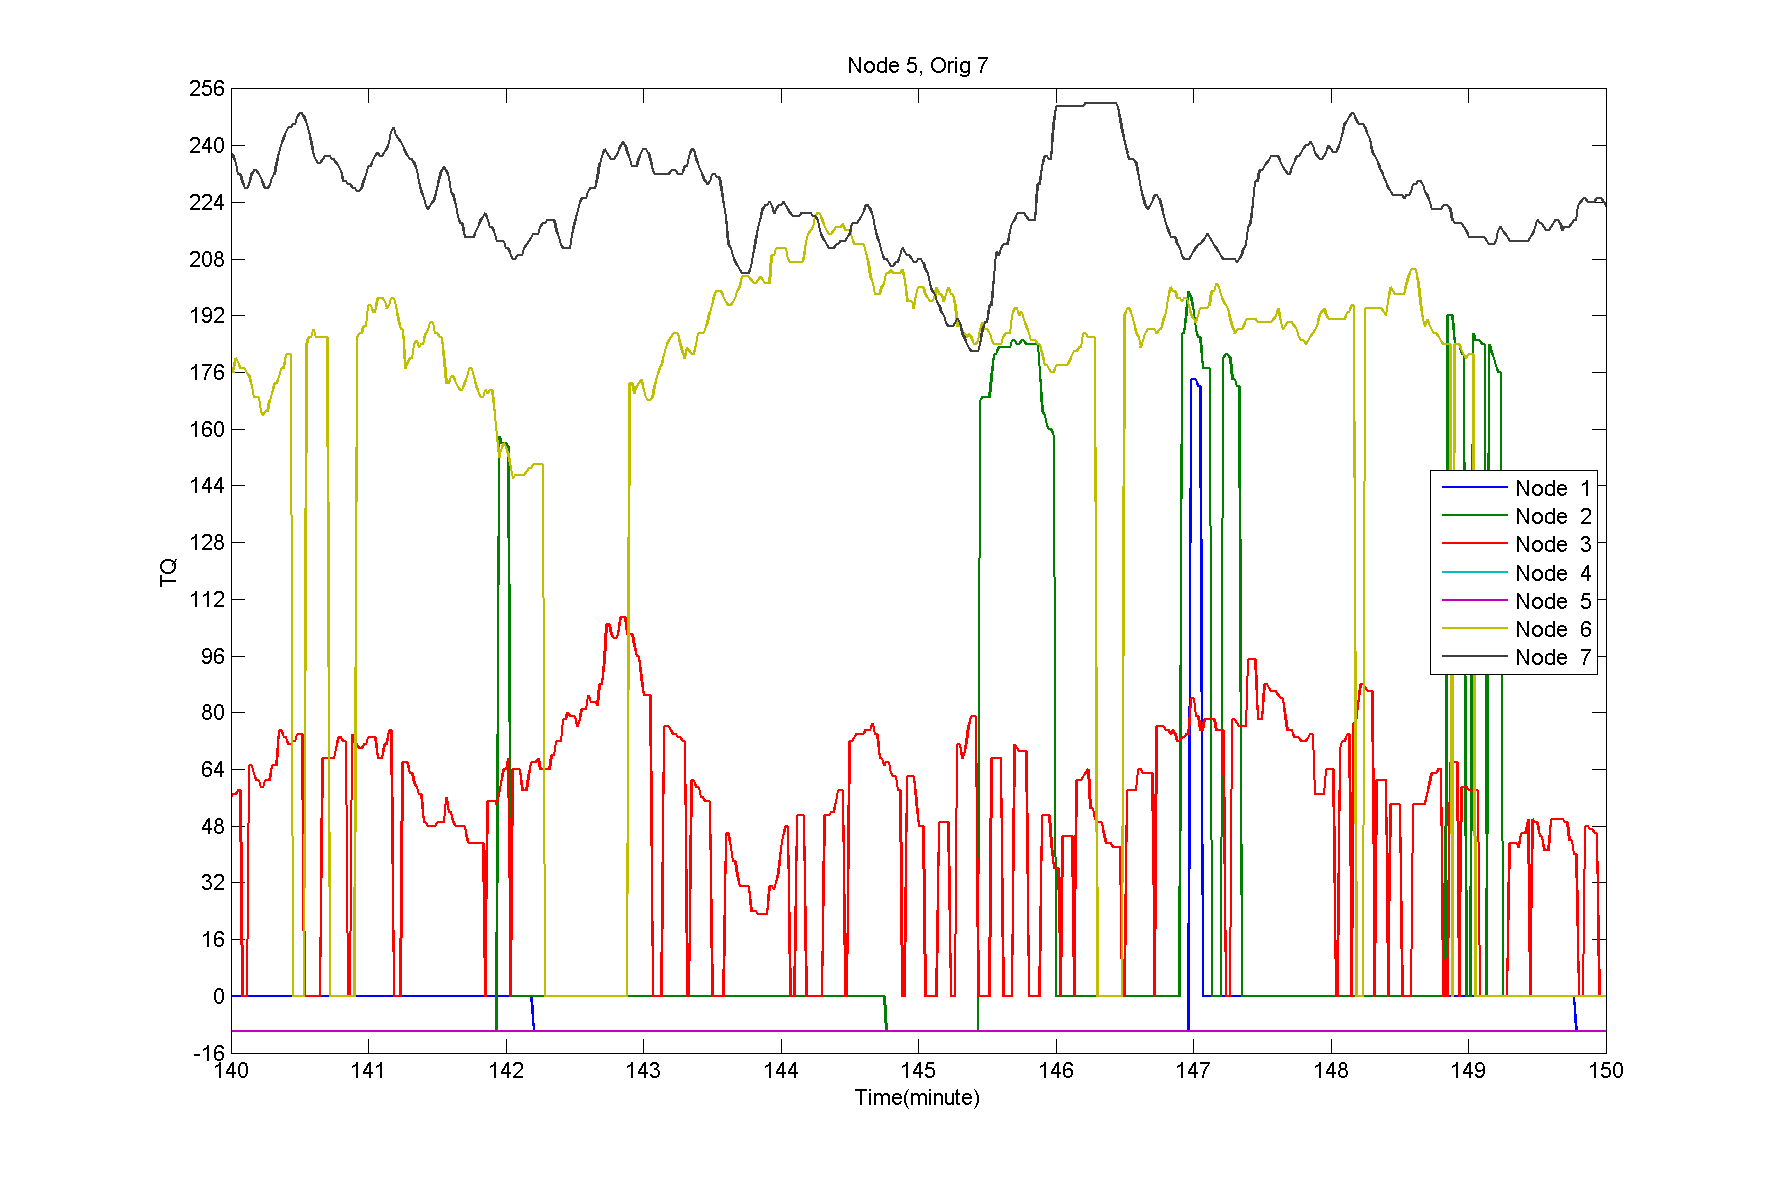 Node 5, Orig 7
256
240
224
208
192
176
160
144
128
112
96
80
64
48
32
16
0
-16
TQ
140 141 142 143 144 145 146 147 148 149 150
Time(minute)
Node 1
Node 2
Node 3
Node 4
Node 5
Node 6
Node 7